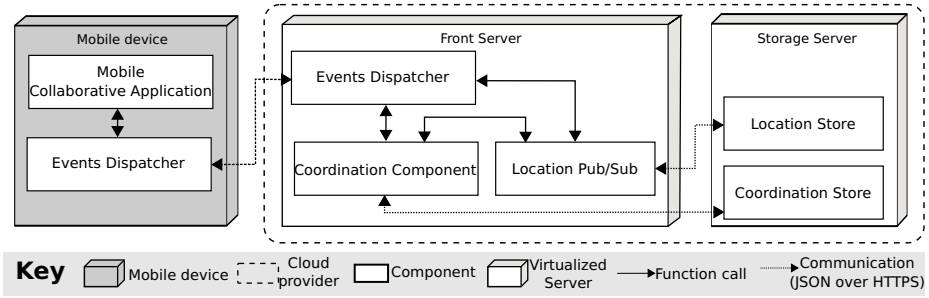 Mobile device
Mobile
Collaborative Application
Events Dispatcher
Front Server
Events Dispatcher
Coordination Component
Location Pub/Sub
Storage Server
Location Store
Coordination Store
Key
Mobile device
Cloud
provider
Component
Virtualized
Server
Function call
Communication
(JSON over HTTPS)